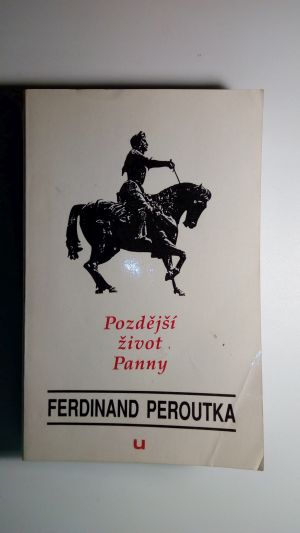 Pozdější
život
Panny
FERDINAND PEROUTKA
u